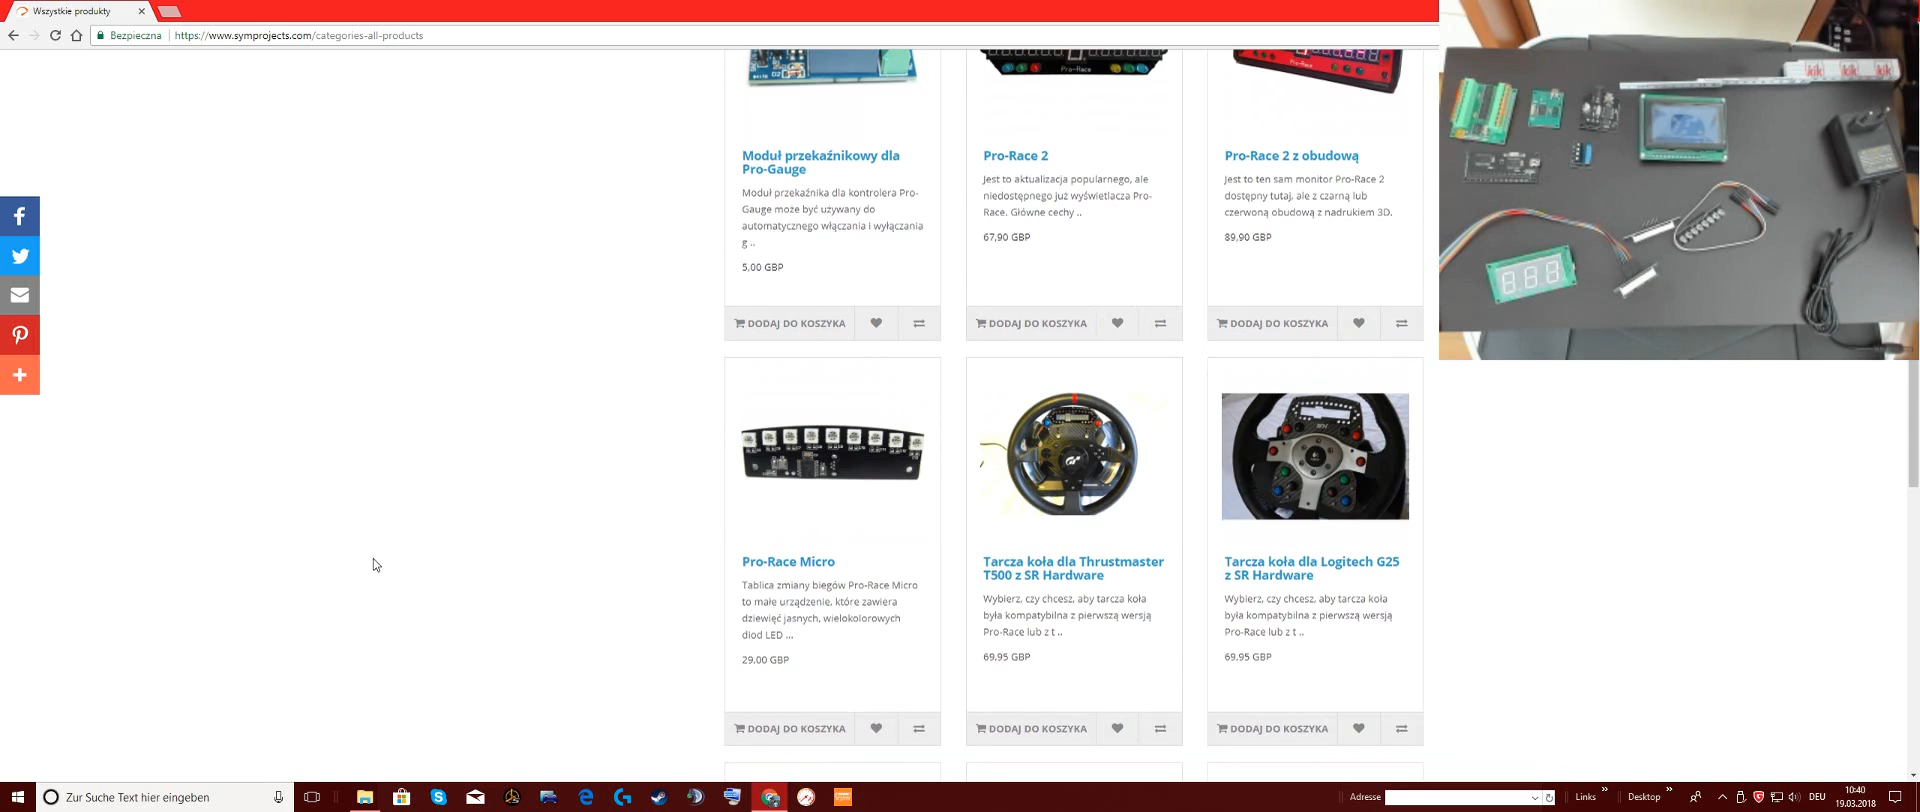 Wszystkie produkty
Bezpieczna https://www.symprojects.com/categories-all-products
Pro-Race
Pro-Race
Moduł przekaźnikowy dla
Pro-Gauge
Moduł przekaźnika dla kontrolera Pro-
Gauge może być używany do
automatycznego włączania i wyłączania
g ..
5,00 GBP
DODAJ DO KOSZYKA
Pro-Race 2
Jest to aktualizacja popularnego, ale
niedostępnego już wyświetlacza Pro-
Race. Główne cechy ..
67,90 GBP
DODAJ DO KOSZYKA
Pro-Race 2 z obudową
Jest to ten sam monitor Pro-Race 2
dostępny tutaj, ale z czarną lub
czerwoną obudową z nadrukiem 3D.
89,90 GBP
DODAJ DO KOSZYKA
kik kik kik
Pro-Race Micro
Tablica zmiany biegów Pro-Race Micro
to małe urządzenie, które zawiera
dziewięć jasnych, wielokolorowych
diod LED ...
29,00 GBP
DODAJ DO KOSZYKA
Tarcza koła dla Thrustmaster
T500 z SR Hardware
Wybierz, czy chcesz, aby tarcza koła
była kompatybilna z pierwszą wersją
Pro-Race lub z t ..
69,95 GBP
DODAJ DO KOSZYKA
Tarcza koła dla Logitech G25
z SR Hardware
Wybierz, czy chcesz, aby tarcza koła
była kompatybilna z pierwszą wersją
Pro-Race lub z t ..
69,95 GBP
DODAJ DO KOSZYKA
Zur Suche Text hier eingeben
Adresse
Links
Desktop
DEU
10:40
19.03.2018